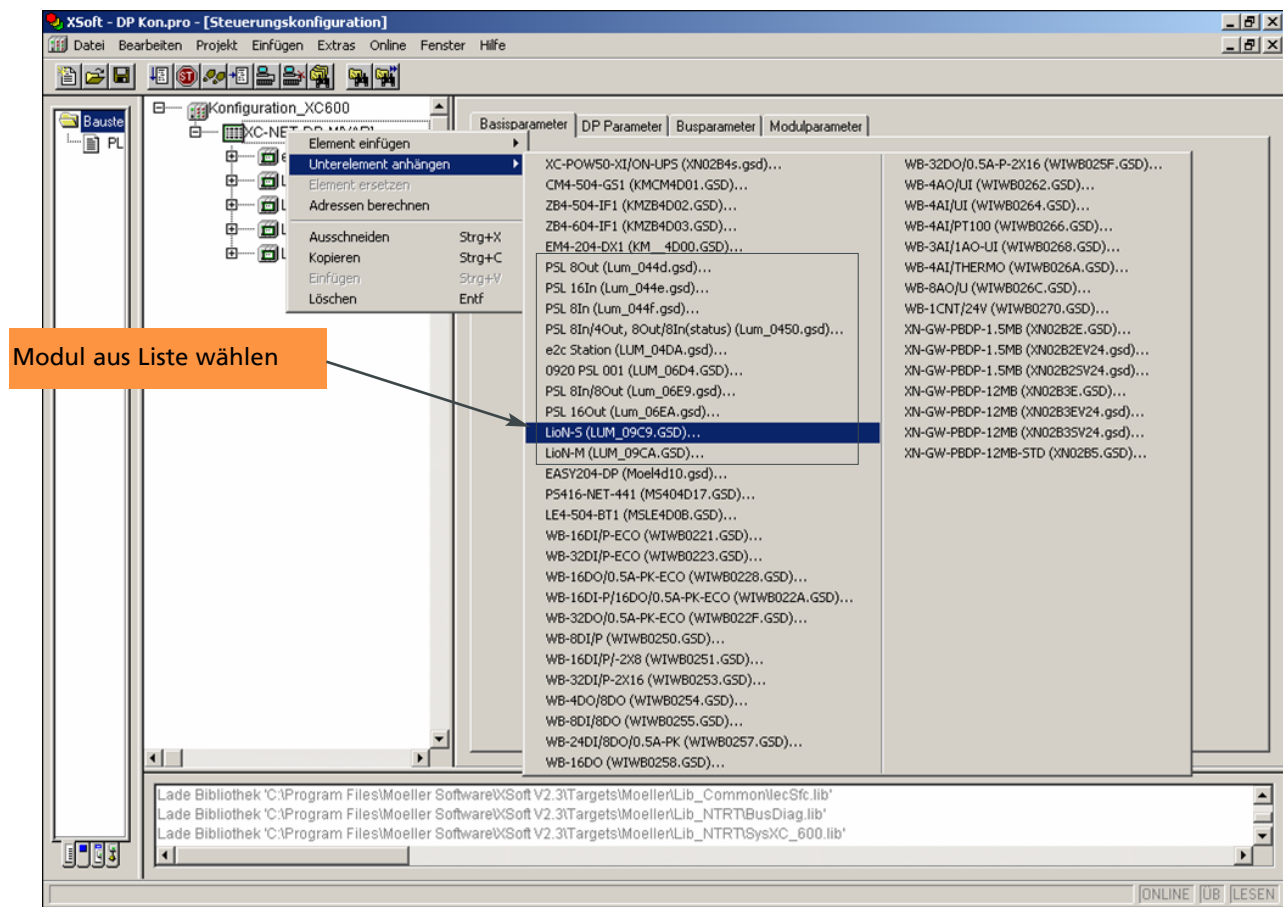 XSoft - DP Kon.pro - [Steuerungskonfiguration]
Datei Bearbeiten Projekt Einfügen Extras Online Fenster Hilfe
Bauste
PL
Konfiguration_XC600
Element einfügen
Unterelement anhängen
Element ersetzen
Adressen berechnen
Ausschneiden Strg+X
Kopieren Strg+C
Einfügen Strg+V
Löschen Entf
Basisparameter DP Parameter Busparameter Modulparameter
XC-POW50-XI/ON-UPS (XN02B4s.gsd)...
CM4-504-GS1 (KMCM4D01.GSD)...
ZB4-504-IF1 (KMZB4D02.GSD)...
ZB4-604-IF1 (KMZB4D03.GSD)...
EM4-204-DX1 (KM__4D00.GSD)...
PSL 8Out (Lum_044d.gsd)...
PSL 16In (Lum_044e.gsd)...
PSL 8In (Lum_044f.gsd)...
PSL 8In/4Out, 8Out/8In(status) (Lum_0450.gsd)...
e2c Station (LUM_04DA.gsd)...
0920 PSL 001 (LUM_06D4.GSD)...
PSL 8In/8Out (Lum_06E9.gsd)...
PSL 16Out (Lum_06EA.gsd)...
LioN-S (LUM_09C9.GSD)...
LioN-M (LUM_09CA.GSD)...
EASY204-DP (Moel4d10.gsd)...
PS416-NET-441 (MS404D17.GSD)...
LE4-504-BT1 (MSLE4D0B.GSD)...
WB-16DI/P-ECO (WIWB0221.GSD)...
WB-32DI/P-ECO (WIWB0223.GSD)...
WB-16DO/0.5A-PK-ECO (WIWB0228.GSD)...
WB-16DI-P/16DO/0.5A-PK-ECO (WIWB022A.GSD)...
WB-32DO/0.5A-PK-ECO (WIWB022F.GSD)...
WB-8DI/P (WIWB0250.GSD)...
WB-16DI/P/-2X8 (WIWB0251.GSD)...
WB-32DI/P-2X16 (WIWB0253.GSD)...
WB-4DO/8DO (WIWB0254.GSD)...
WB-8DI/8DO (WIWB0255.GSD)...
WB-24DI/8DO/0.5A-PK (WIWB0257.GSD)...
WB-16DO (WIWB0258.GSD)...
WB-32DO/0.5A-P-2X16 (WIWB025F.GSD)...
WB-4AO/UI (WIWB0262.GSD)...
WB-4AI/UI (WIWB0264.GSD)...
WB-4AI/PT100 (WIWB0266.GSD)...
WB-3AI/1AO-UI (WIWB0268.GSD)...
WB-4AI/THERMO (WIWB026A.GSD)...
WB-8AO/U (WIWB026C.GSD)...
WB-1CNT/24V (WIWB0270.GSD)...
XN-GW-PBDP-1.5MB (XN02B2E.GSD)...
XN-GW-PBDP-1.5MB (XN02B2EV24.gsd)...
XN-GW-PBDP-1.5MB (XN02B2SV24.gsd)...
XN-GW-PBDP-12MB (XN02B3E.GSD)...
XN-GW-PBDP-12MB (XN02B3EV24.gsd)...
XN-GW-PBDP-12MB (XN02B3SV24.gsd)...
XN-GW-PBDP-12MB-STD (XN02B5.GSD)...
Modul aus Liste wählen
Lade Bibliothek 'C:\Program Files\Moeller Software\XSoft V2.3\Targets\Moeller\Lib_Common\IecSfc.lib'
Lade Bibliothek 'C:\Program Files\Moeller Software\XSoft V2.3\Targets\Moeller\Lib_NTRT\BusDiag.lib'
Lade Bibliothek 'C:\Program Files\Moeller Software\XSoft V2.3\Targets\Moeller\Lib_NTRT\SysXC_600.lib'
ONLINE ÜB LESEN